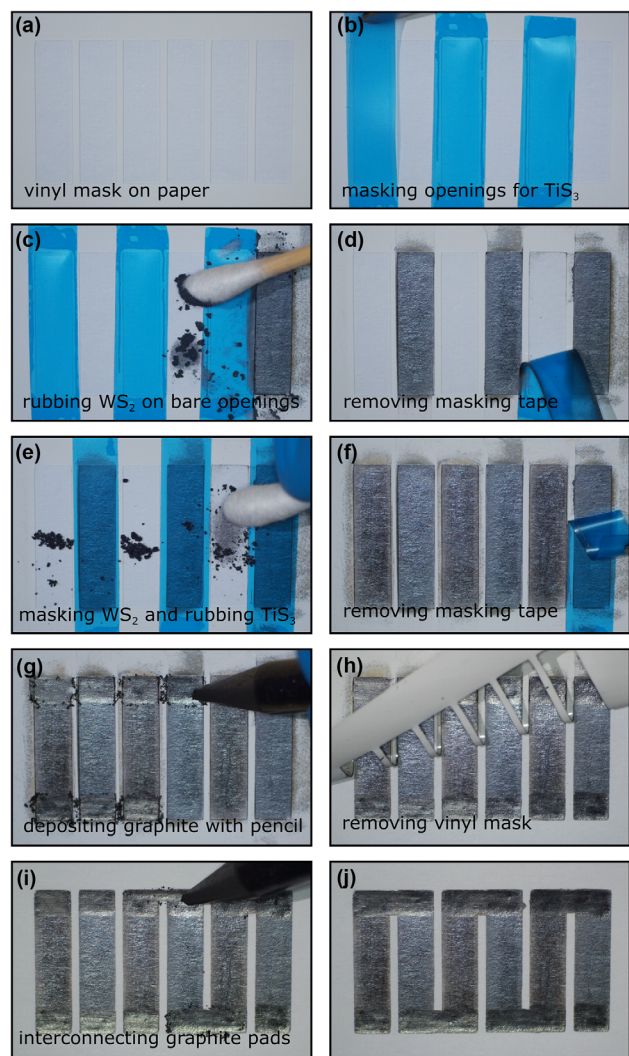 (a)
vinyl mask on paper
(b)
masking openings for TiS₃
(c)
rubbing WS₂ on bare openings
(d)
removing masking tape
(e)
masking WS₂ and rubbing TiS₃
(f)
removing masking tape
(g)
depositing graphite with pencil
(h)
removing vinyl mask
(i)
interconnecting graphite pads
(j)